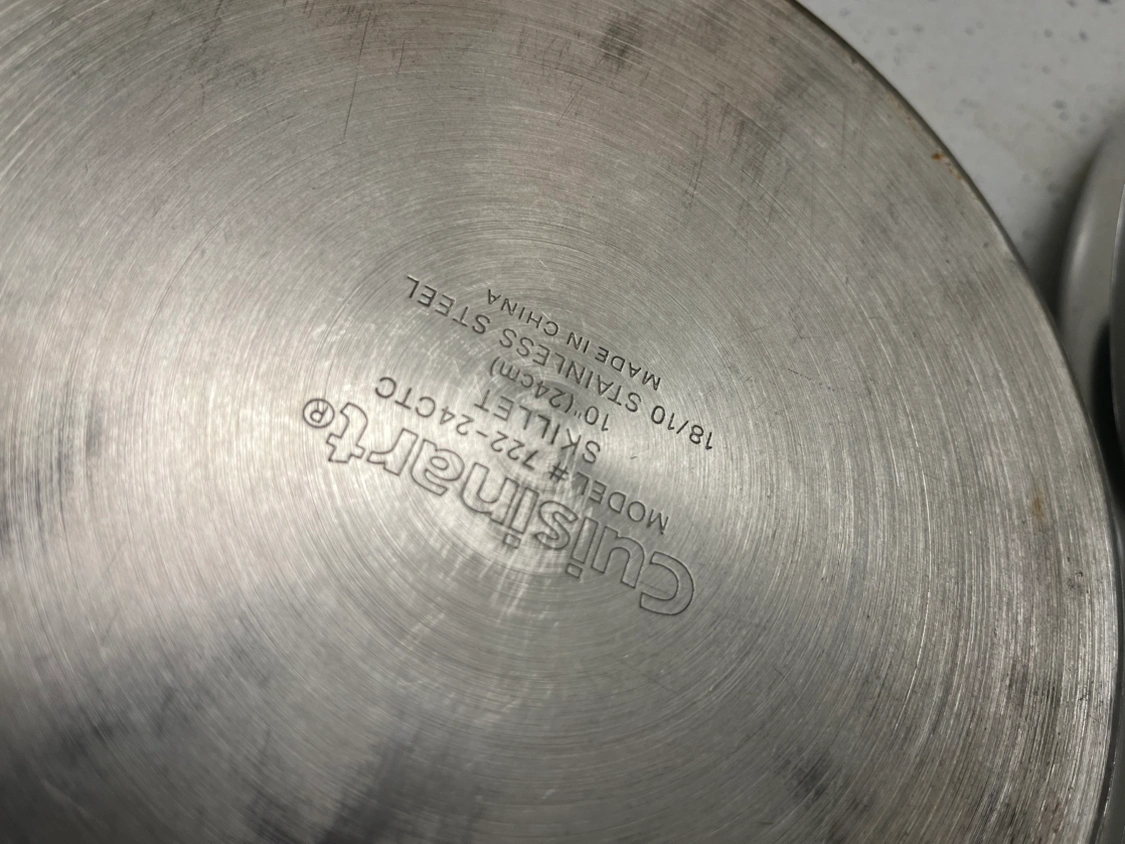 Cuisinart®
MODEL# 722-24CTC
SKILLET
10"(24cm)
18/10 STAINLESS STEEL
MADE IN CHINA